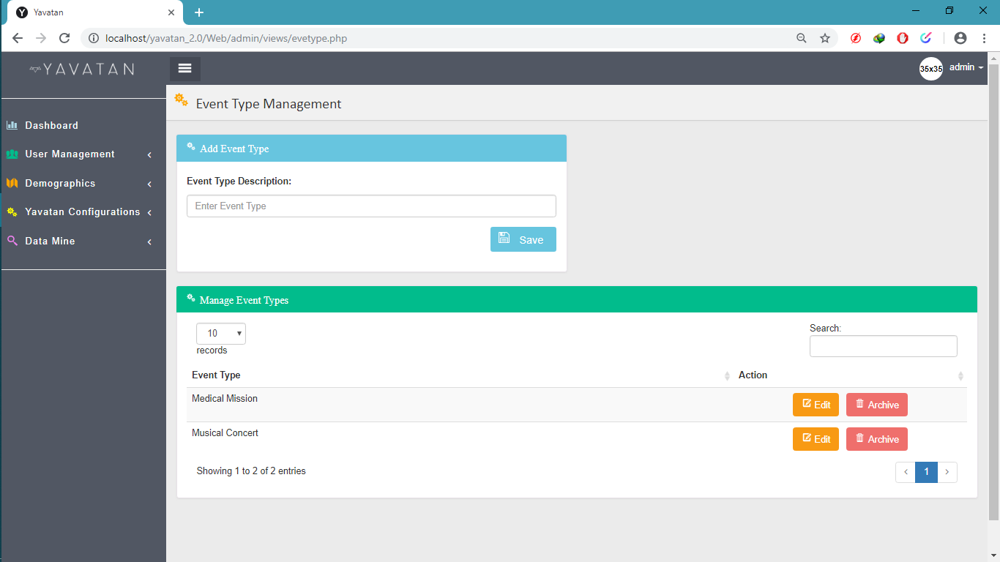 Yavatan
localhost/yavatan_2.0/Web/admin/views/evetype.php
YAVATAN
35x35
admin
Dashboard
User Management
Demographics
Yavatan Configurations
Data Mine
Event Type Management
Add Event Type
Event Type Description:
Enter Event Type
Save
Manage Event Types
10
records
Search:
Event Type Action
Medical Mission Edit Archive
Musical Concert Edit Archive
Showing 1 to 2 of 2 entries
‹ 1 ›